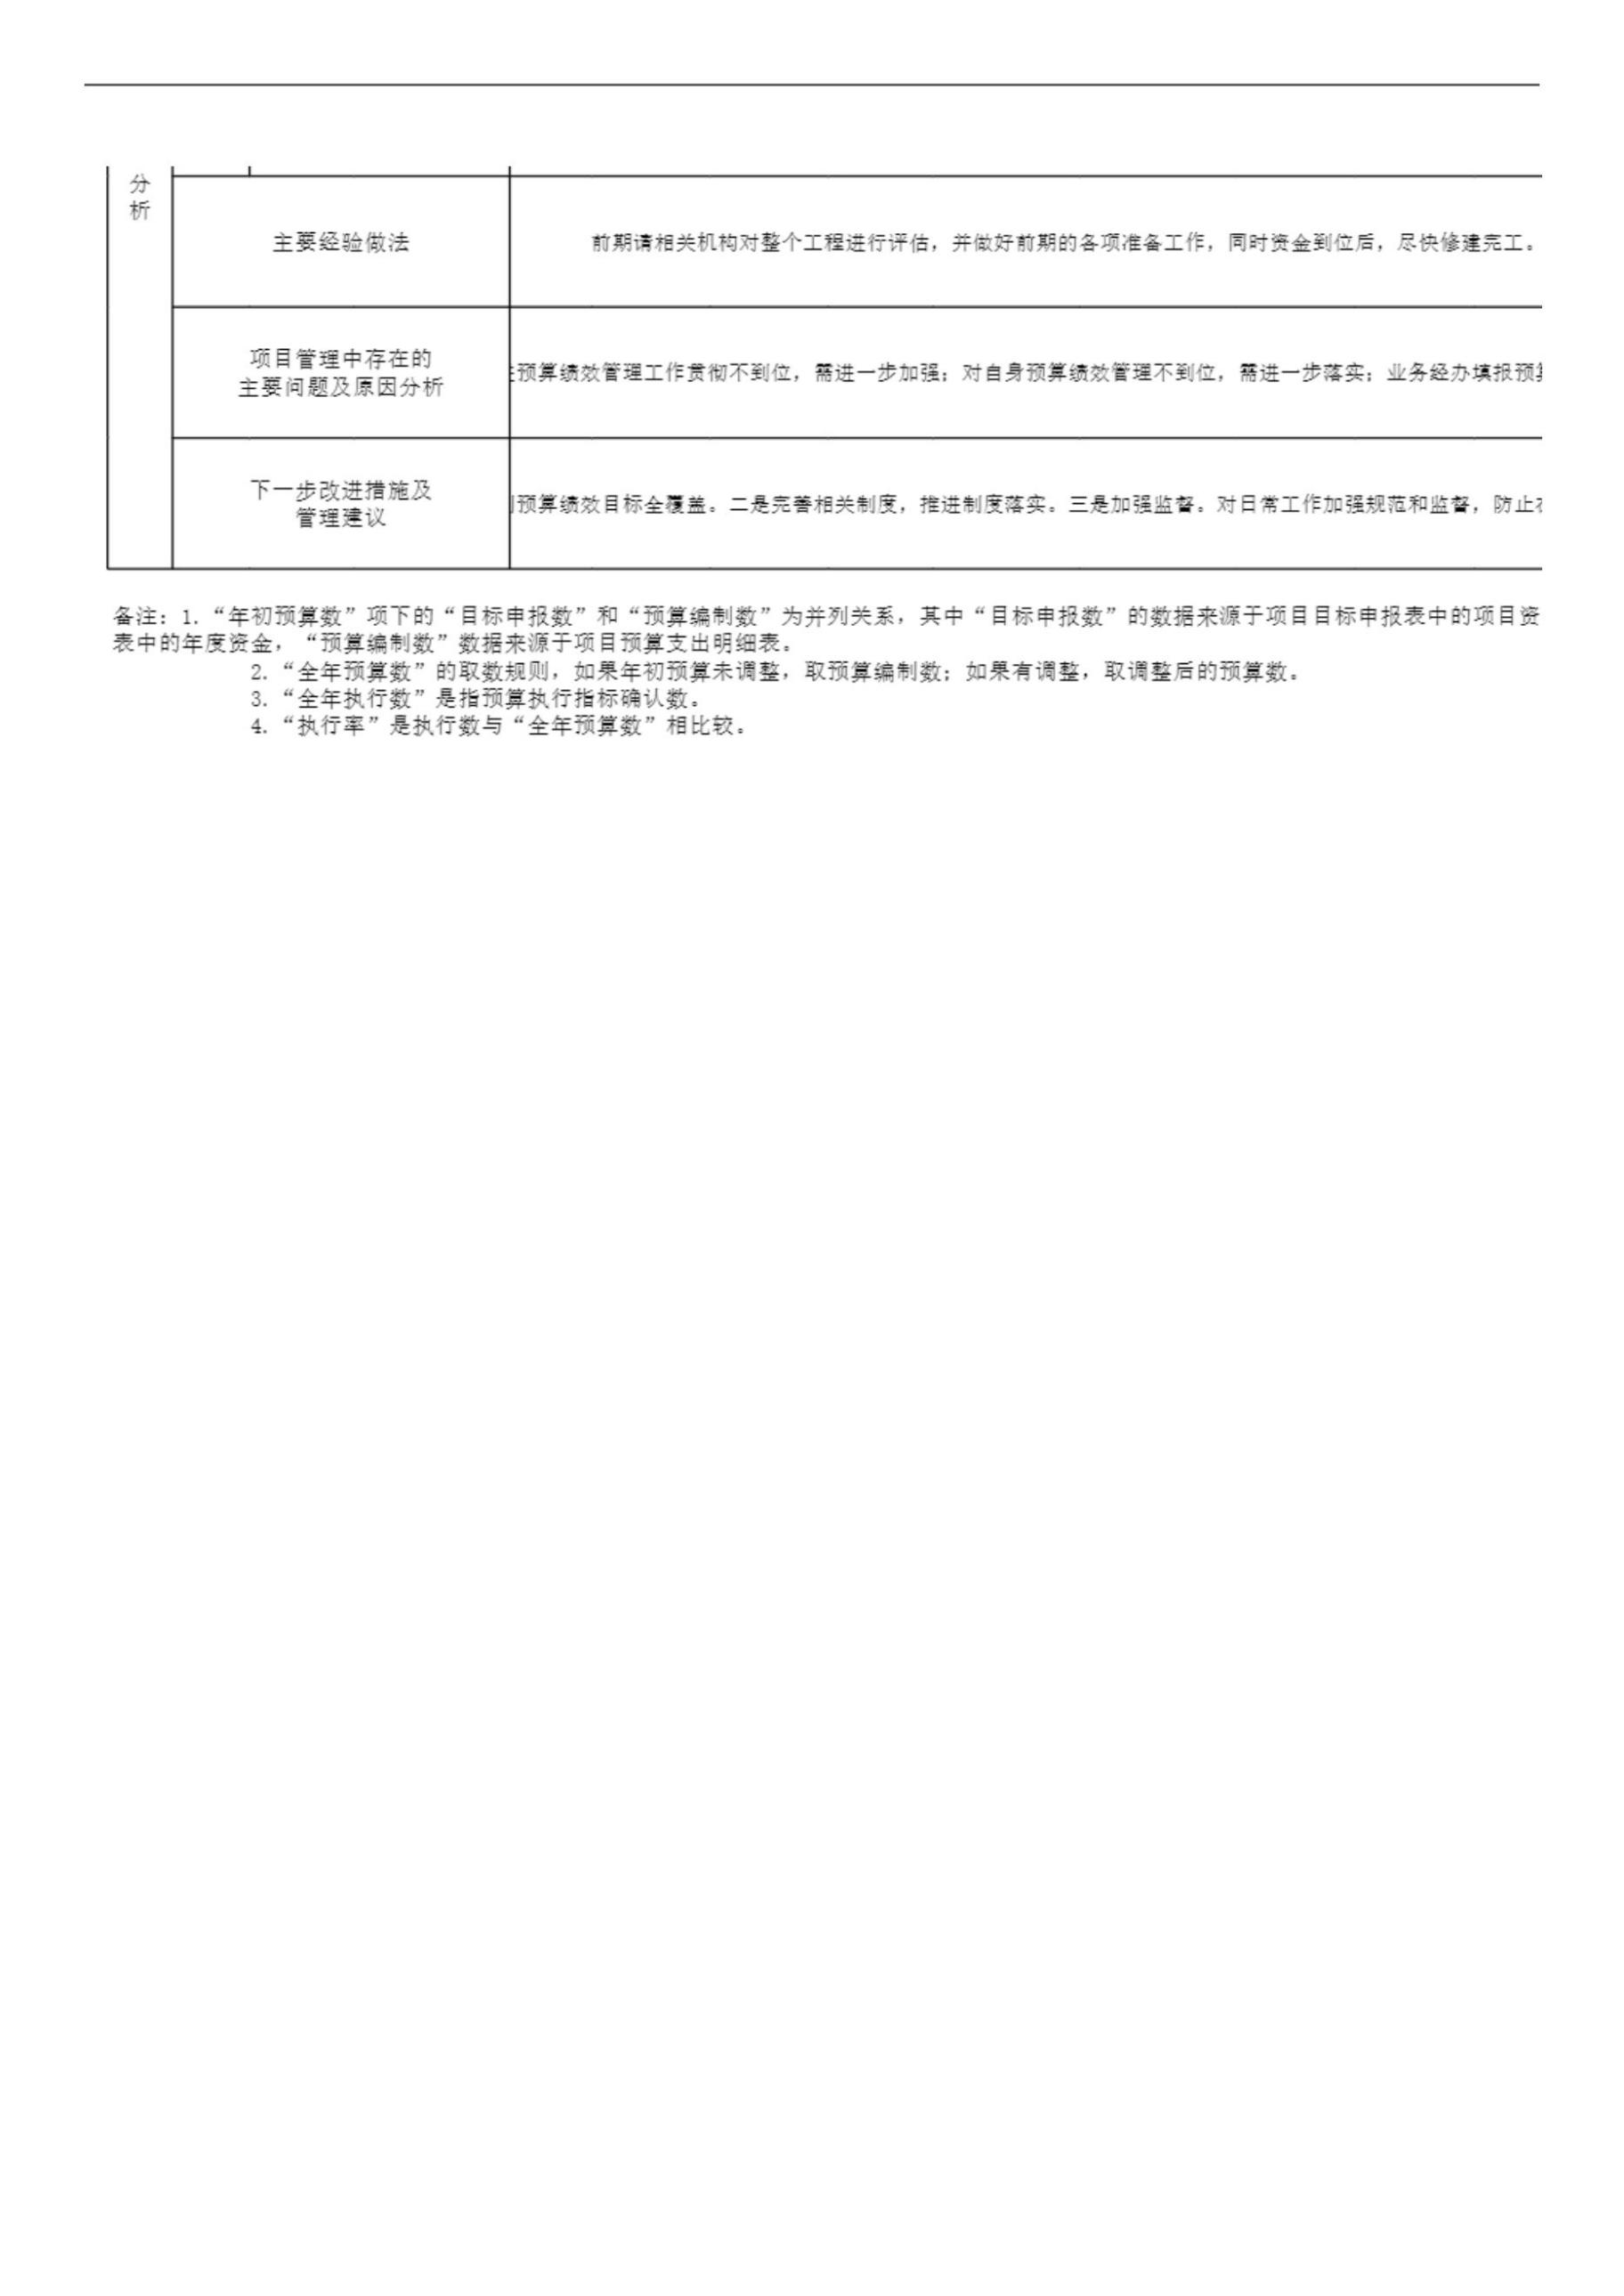 分
析
主要经验做法
前期请相关机构对整个工程进行评估，并做好前期的各项准备工作，同时资金到位后，尽快修建完工。
项目管理中存在的
主要问题及原因分析
预算绩效管理工作贯彻不到位，需进一步加强；对自身预算绩效管理不到位，需进一步落实；业务经办填报预
下一步改进措施及
管理建议
预算绩效目标全覆盖。二是完善相关制度，推进制度落实。三是加强监督。对日常工作加强规范和监督，防止
备注：1.“年初预算数”项下的“目标申报数”和“预算编制数”为并列关系，其中“目标申报数”的数据来源于项目目标申报表中的项目资
表中的年度资金，“预算编制数”数据来源于项目预算支出明细表。
2.“全年预算数”的取数规则，如果年初预算未调整，取预算编制数；如果有调整，取调整后的预算数。
3.“全年执行数”是指预算执行指标确认数。
4.“执行率”是执行数与“全年预算数”相比较。